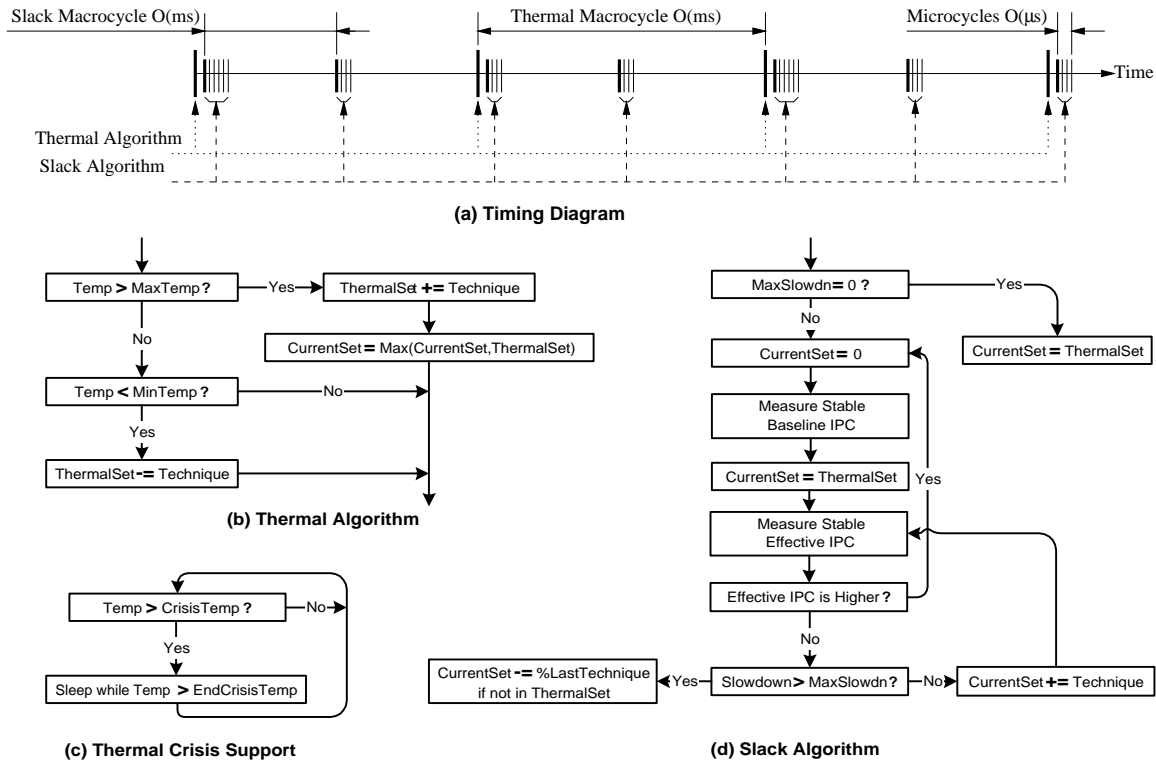 Slack Macrocycle O(ms)
Thermal Macrocycle O(ms)
Microcycles O(μs)
Time
Thermal Algorithm
Slack Algorithm
(a) Timing Diagram
Temp > MaxTemp ?
Yes
ThermalSet += Technique
No
CurrentSet = Max(CurrentSet,ThermalSet)
Temp < MinTemp ?
No
Yes
ThermalSet -= Technique
(b) Thermal Algorithm
Temp > CrisisTemp ?
No
Yes
Sleep while Temp > EndCrisisTemp
(c) Thermal Crisis Support
MaxSlowdn = 0 ?
Yes
No
CurrentSet = ThermalSet
CurrentSet = 0
Measure Stable
Baseline IPC
CurrentSet = ThermalSet
Yes
Measure Stable
Effective IPC
Effective IPC is Higher ?
No
CurrentSet -= %LastTechnique
if not in ThermalSet
Yes
Slowdown > MaxSlowdn ?
No
CurrentSet += Technique
(d) Slack Algorithm